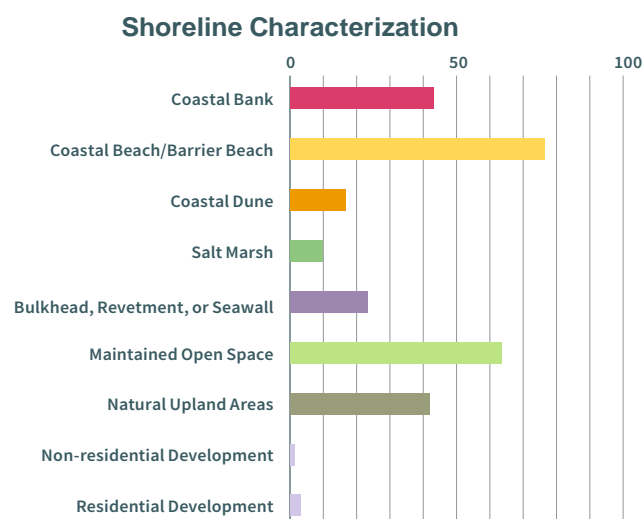 Shoreline Characterization
0 50 100
Coastal Bank
Coastal Beach/Barrier Beach
Coastal Dune
Salt Marsh
Bulkhead, Revetment, or Seawall
Maintained Open Space
Natural Upland Areas
Non-residential Development
Residential Development